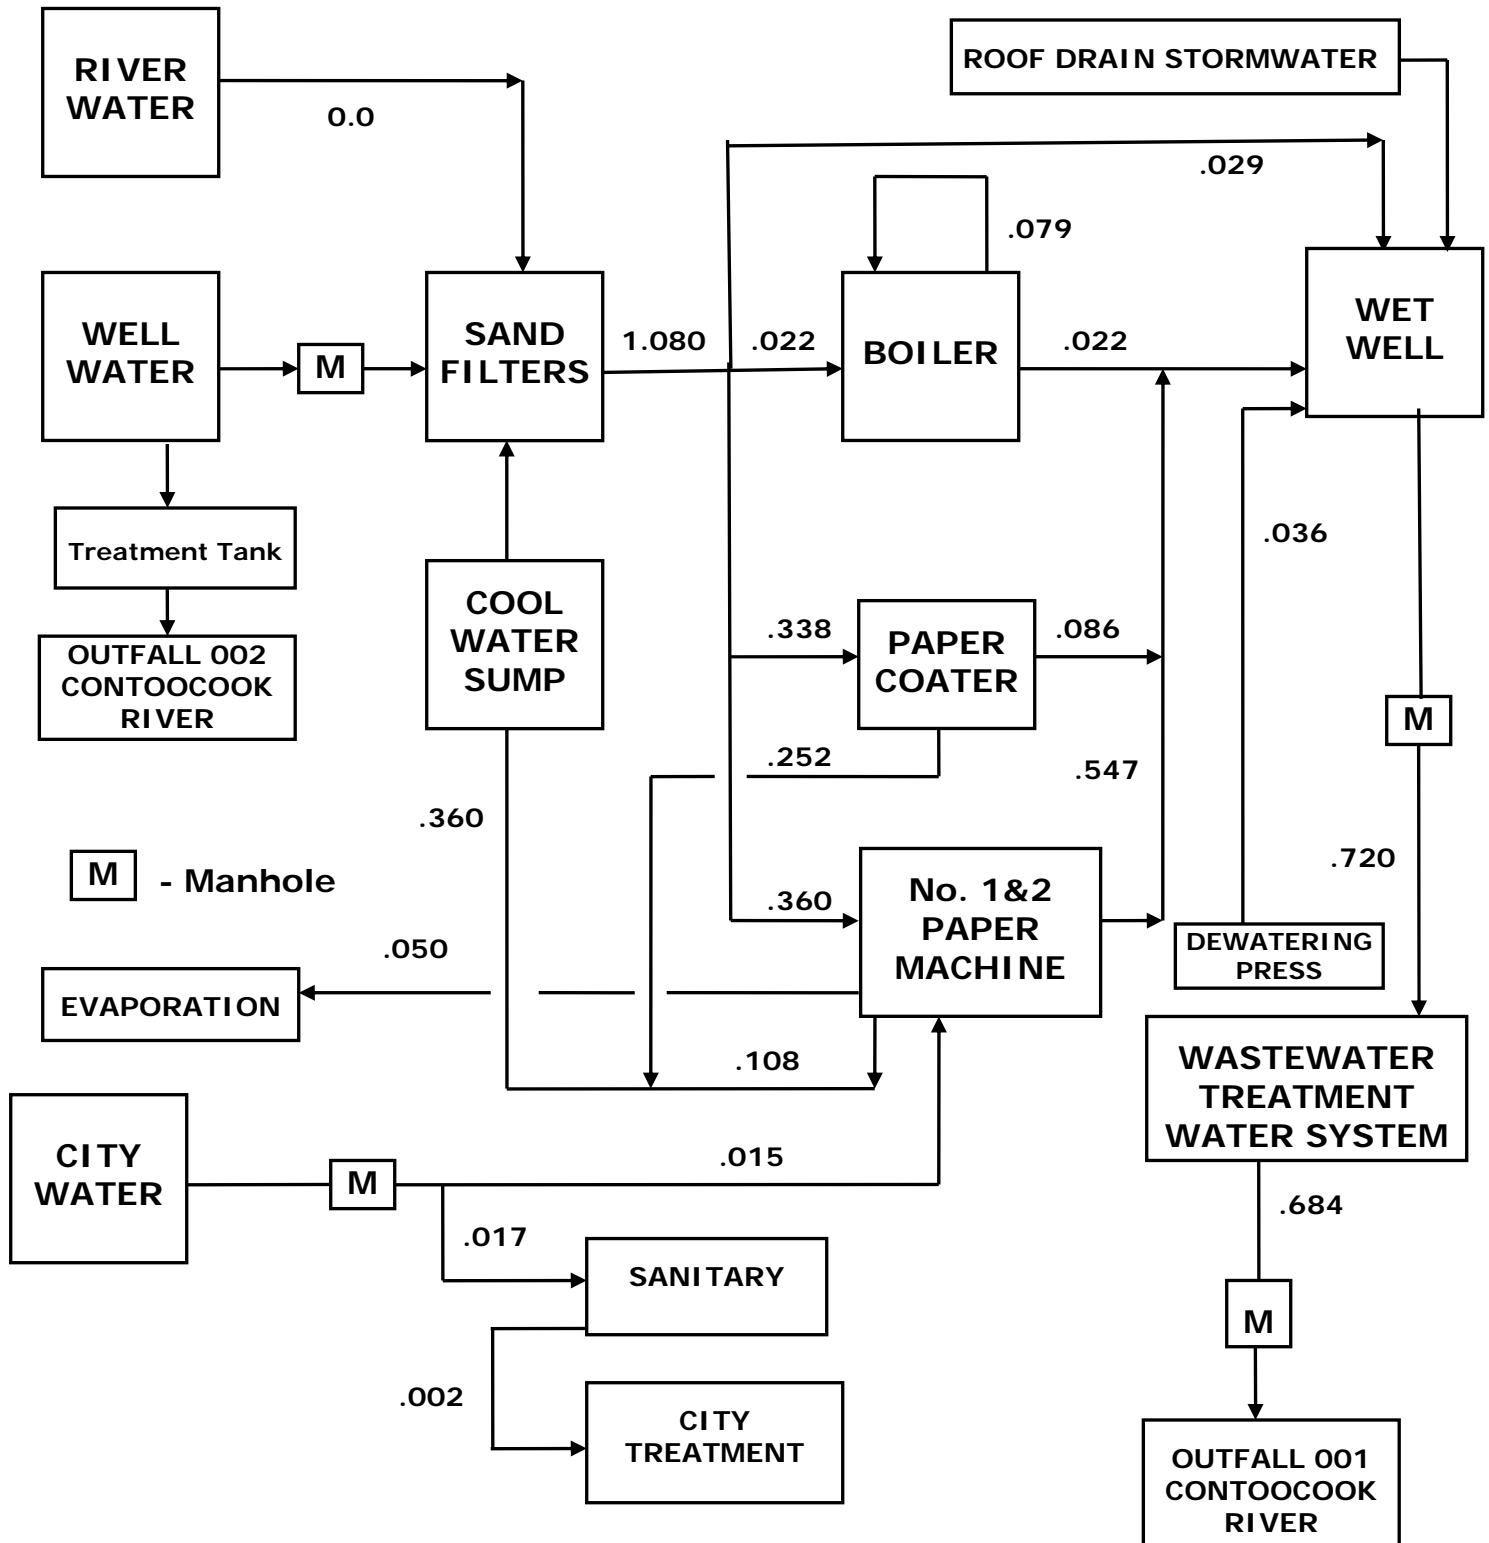 RIVER
WATER
0.0
ROOF DRAIN STORMWATER
.029
.079
WELL
WATER
M
SAND
FILTERS
1.080
.022
BOILER
.022
WET
WELL
Treatment Tank
OUTFALL 002
CONTOOCOOK
RIVER
COOL
WATER
SUMP
.338
PAPER
COATER
.086
.036
M
.252
.547
.360
.720
M
- Manhole
.360
No. 1&2
PAPER
MACHINE
DEWATERING
PRESS
.050
EVAPORATION
.108
WASTEWATER
TREATMENT
WATER SYSTEM
CITY
WATER
M
.015
.017
SANITARY
.684
M
.002
CITY
TREATMENT
OUTFALL 001
CONTOOCOOK
RIVER